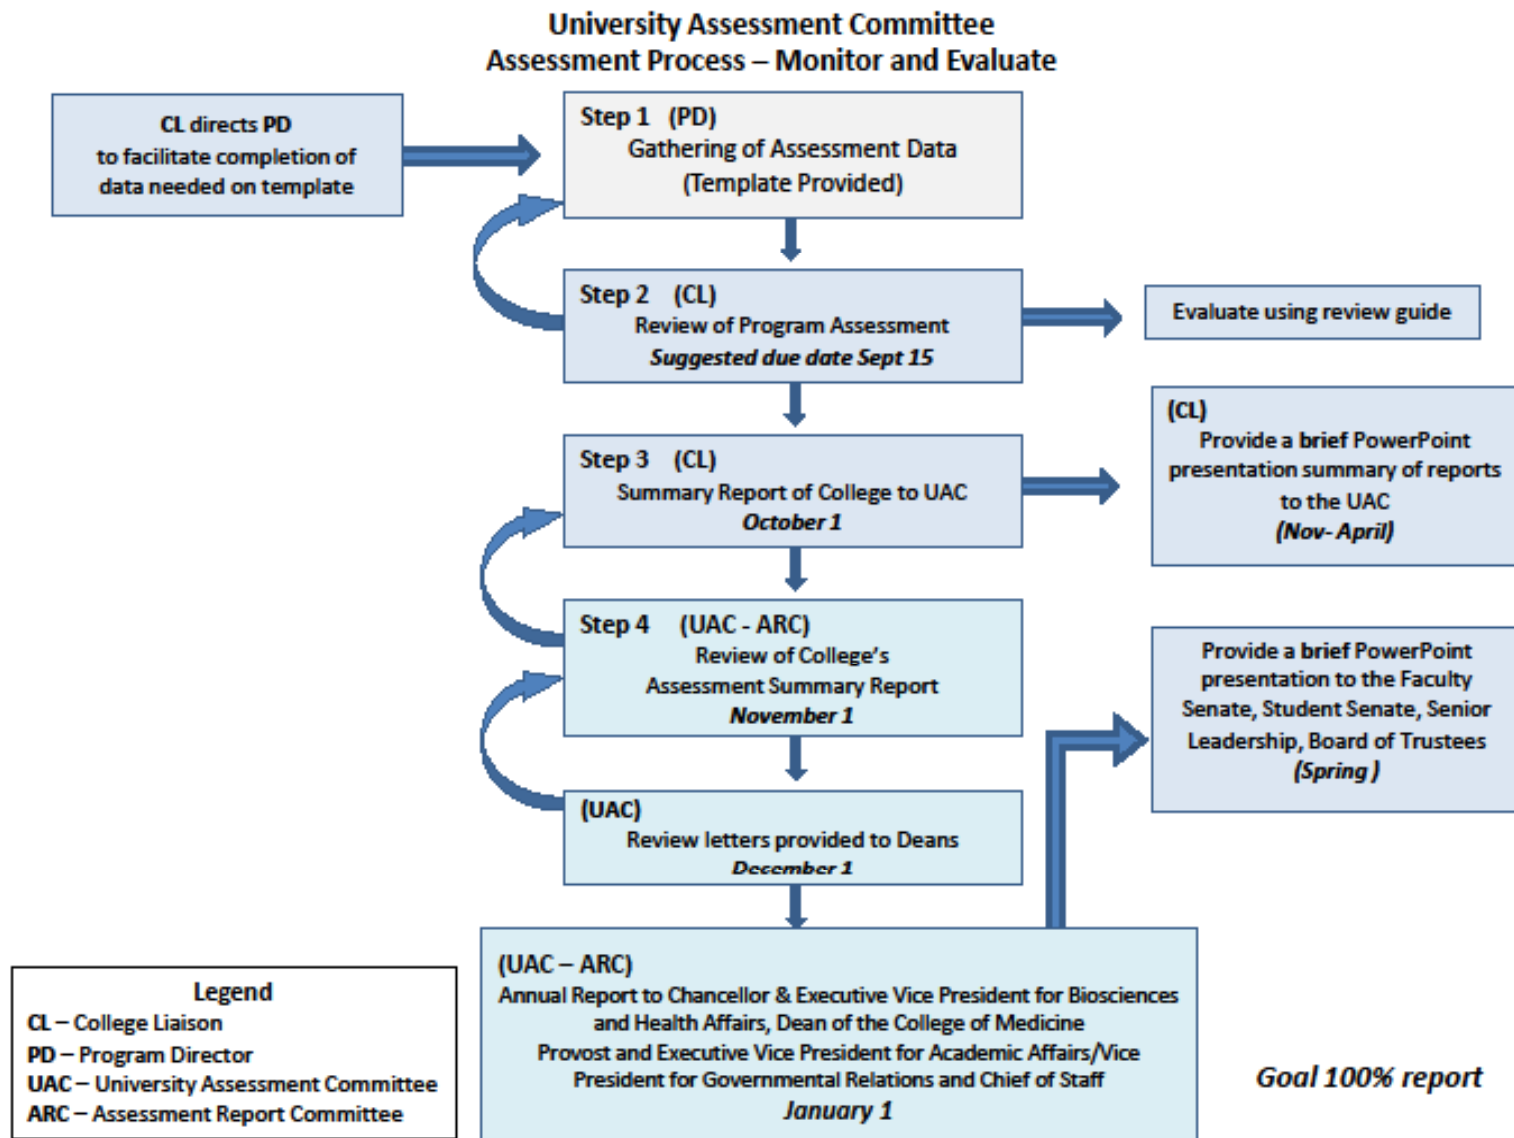 University Assessment Committee
Assessment Process – Monitor and Evaluate
CL directs PD
to facilitate completion of
data needed on template
Step 1 (PD)
Gathering of Assessment Data
(Template Provided)
Step 2 (CL)
Review of Program Assessment
Suggested due date Sept 15
Evaluate using review guide
Step 3 (CL)
Summary Report of College to UAC
October 1
(CL)
Provide a brief PowerPoint
presentation summary of reports
to the UAC
(Nov- April)
Step 4 (UAC - ARC)
Review of College's
Assessment Summary Report
November 1
Provide a brief PowerPoint
presentation to the Faculty
Senate, Student Senate, Senior
Leadership, Board of Trustees
(Spring )
(UAC)
Review letters provided to Deans
December 1
(UAC – ARC)
Annual Report to Chancellor & Executive Vice President for Biosciences
and Health Affairs, Dean of the College of Medicine
Provost and Executive Vice President for Academic Affairs/Vice
President for Governmental Relations and Chief of Staff
January 1
Legend
CL – College Liaison
PD – Program Director
UAC – University Assessment Committee
ARC – Assessment Report Committee
Goal 100% report